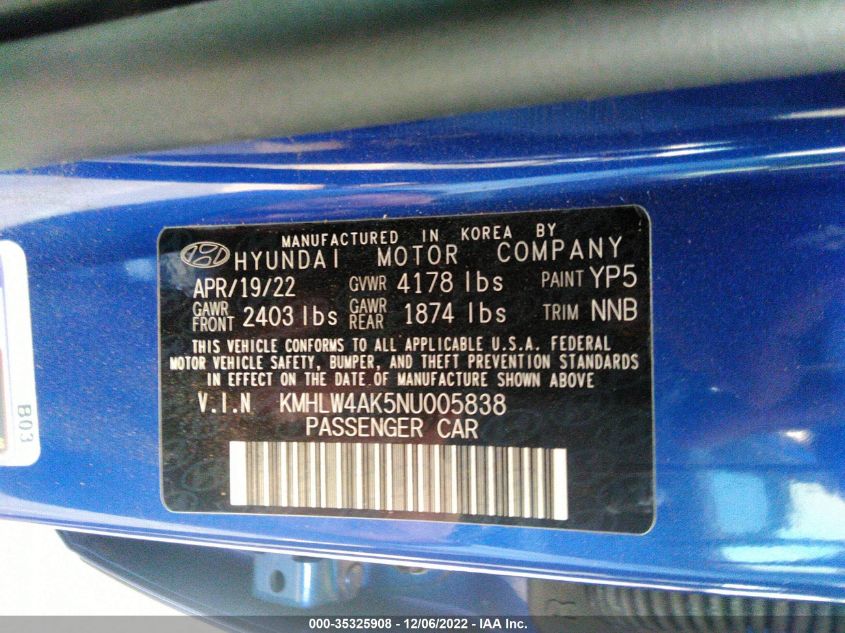 MANUFACTURED IN KOREA BY
HYUNDAI MOTOR COMPANY
APR/19/22 GVWR 4178 lbs PAINT YP5
GAWR FRONT 2403 lbs GAWR REAR 1874 lbs TRIM NNB
THIS VEHICLE CONFORMS TO ALL APPLICABLE U.S.A. FEDERAL
MOTOR VEHICLE SAFETY, BUMPER, AND THEFT PREVENTION STANDARDS
IN EFFECT ON THE DATE OF MANUFACTURE SHOWN ABOVE
V.I.N KMHLW4AK5NU005838
PASSENGER CAR
B03
000-35325908 - 12/06/2022 - IAA Inc.